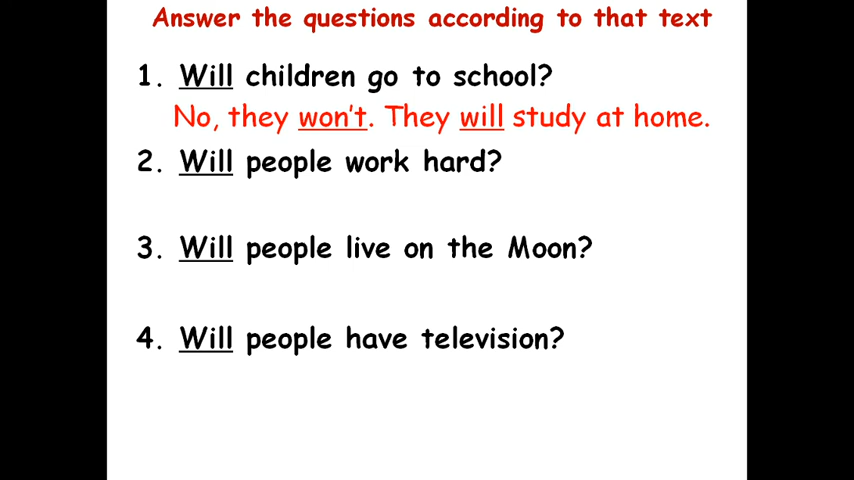 Answer the questions according to that text
1. Will children go to school?
No, they won't. They will study at home.
2. Will people work hard?
3. Will people live on the Moon?
4. Will people have television?